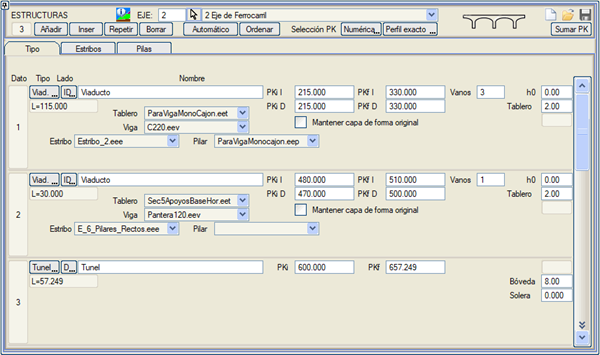 ESTRUCTURAS EJE: 2 2 Eje de Ferrocarril
3 Añadir Inser Repetir Borrar Automático Ordenar Selección PK Numérico... Perfil exacto ... Sumar PK
Tipo Estribos Pilas
Dato Tipo Lado Nombre
Viad. ... ID... Viaducto PKi I 215.000 PKf I 330.000 Vanos 3 h0 0.00
L=115.000 PKi D 215.000 PKf D 330.000 Tablero 2.00
Tablero ParaVigaMonoCajon.eet Mantener capa de forma original
1
Viga C220.eev
Estribo Estribo_2.eee Pilar ParaVigaMonocajon.eep
Viad. ... ID... Viaducto PKi I 480.000 PKf I 510.000 Vanos 1 h0 0.00
L=30.000 PKi D 470.000 PKf D 500.000 Tablero 2.00
Tablero Sec5ApoyosBaseHor.eet Mantener capa de forma original
2
Viga Pantera120.eev
Estribo E_6_Pilares_Rectos.eee Pilar
Tunel... D... Tunel PKi 600.000 PKf 657.249
L=57.249 Bóveda 8.00
3 Solera 0.000